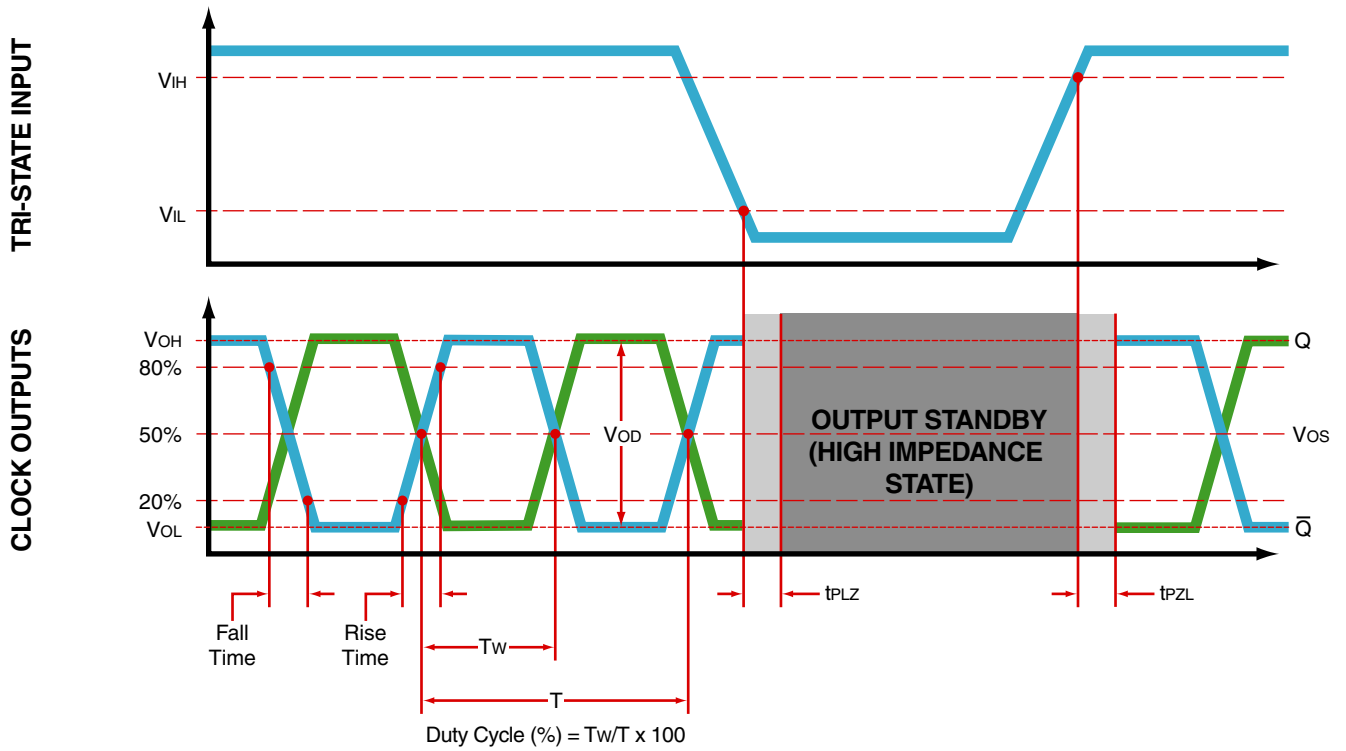 TRI-STATE INPUT
VIH
VIL
CLOCK OUTPUTS
VOH
80%
50%
20%
VOL
VOD
OUTPUT STANDBY
(HIGH IMPEDANCE
STATE)
Q
VOS
Q̅
Fall
Time
Rise
Time
tPLZ
tPZL
TW
T
Duty Cycle (%) = TW/T x 100